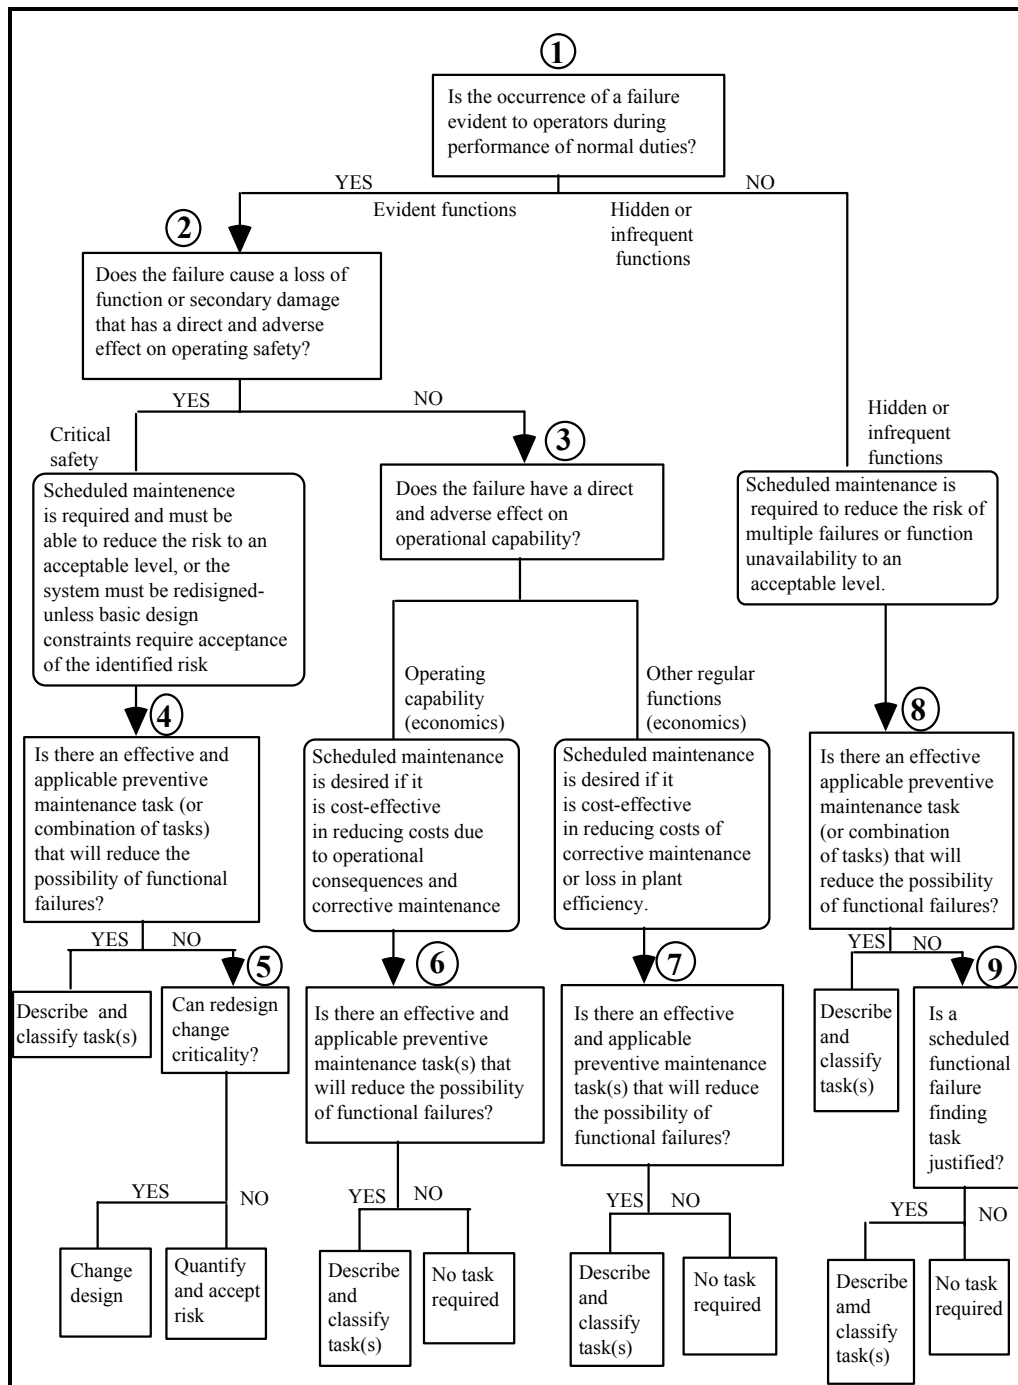 1
Is the occurrence of a failure
evident to operators during
performance of normal duties?
YES
NO
Evident functions
Hidden or
infrequent
functions
2
Does the failure cause a loss of
function or secondary damage
that has a direct and adverse
effect on operating safety?
YES
NO
Critical
safety
Hidden or
infrequent
functions
3
Does the failure have a direct
and adverse effect on
operational capability?
Scheduled maintenence
is required and must be
able to reduce the risk to an
acceptable level, or the
system must be redisigned-
unless basic design
constraints require acceptance
of the identified risk
Scheduled maintenance is
required to reduce the risk of
multiple failures or function
unavailability to an
acceptable level.
Operating
capability
(economics)
Other regular
functions
(economics)
4
Is there an effective and
applicable preventive
maintenance task (or
combination of tasks)
that will reduce the
possibility of functional
failures?
Scheduled maintenance
is desired if it
is cost-effective
in reducing costs due
to operational
consequences and
corrective maintenance
Scheduled maintenance
is desired if it
is cost-effective
in reducing costs of
corrective maintenance
or loss in plant
efficiency.
8
Is there an effective
applicable preventive
maintenance task
(or combination
of tasks) that will
reduce the possibility
of functional failures?
YES
NO
YES
NO
Describe and
classify task(s)
5
Can redesign
change
criticality?
6
Is there an effective and
applicable preventive
maintenance task(s) that
will reduce the possibility
of functional failures?
7
Is there an effective
and applicable
preventive maintenance
task(s) that will reduce
the possibility of
functional failures?
Describe
and
classify
task(s)
9
Is a
scheduled
functional
failure
finding
task
justified?
YES
NO
YES
NO
YES
NO
YES
NO
Change
design
Quantify
and accept
risk
Describe
and
classify
task(s)
No task
required
Describe
and
classify
task(s)
No task
required
Describe
amd
classify
task(s)
No task
required